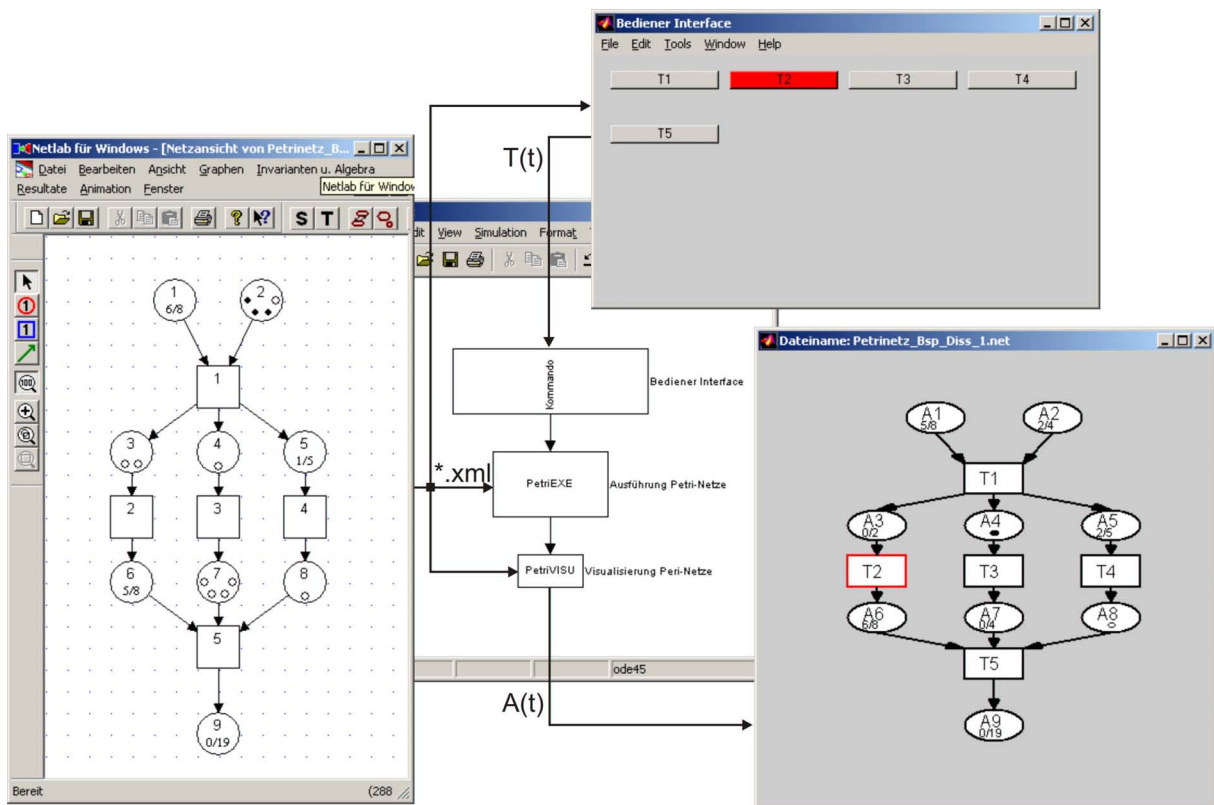 Bediener Interface
File Edit Tools Window Help
T1 T2 T3 T4
T5
T(t)
Netlab für Windows - [Netzansicht von Petrinetz_B...
Datei Bearbeiten Ansicht Graphen Invarianten u. Algebra
Resultate Animation Fenster
Netlab für Window
S T
1
1
100
1
6/8
2
1
3
4
5
1/5
2
3
4
6
5/8
7
8
5
9
0/19
Bereit (288
dit View Simulation Format
Kommando
Bediener Interface
*.xml
PetriEXE
Ausführung Petri-Netze
PetriVISU
Visualisierung Peri-Netze
ode45
A(t)
Dateiname: Petrinetz_Bsp_Diss_1.net
A1
5/8
A2
2/4
T1
A3
0/2
A4
A5
2/5
T2
T3
T4
A6
6/8
A7
0/4
A8
T5
A9
0/19